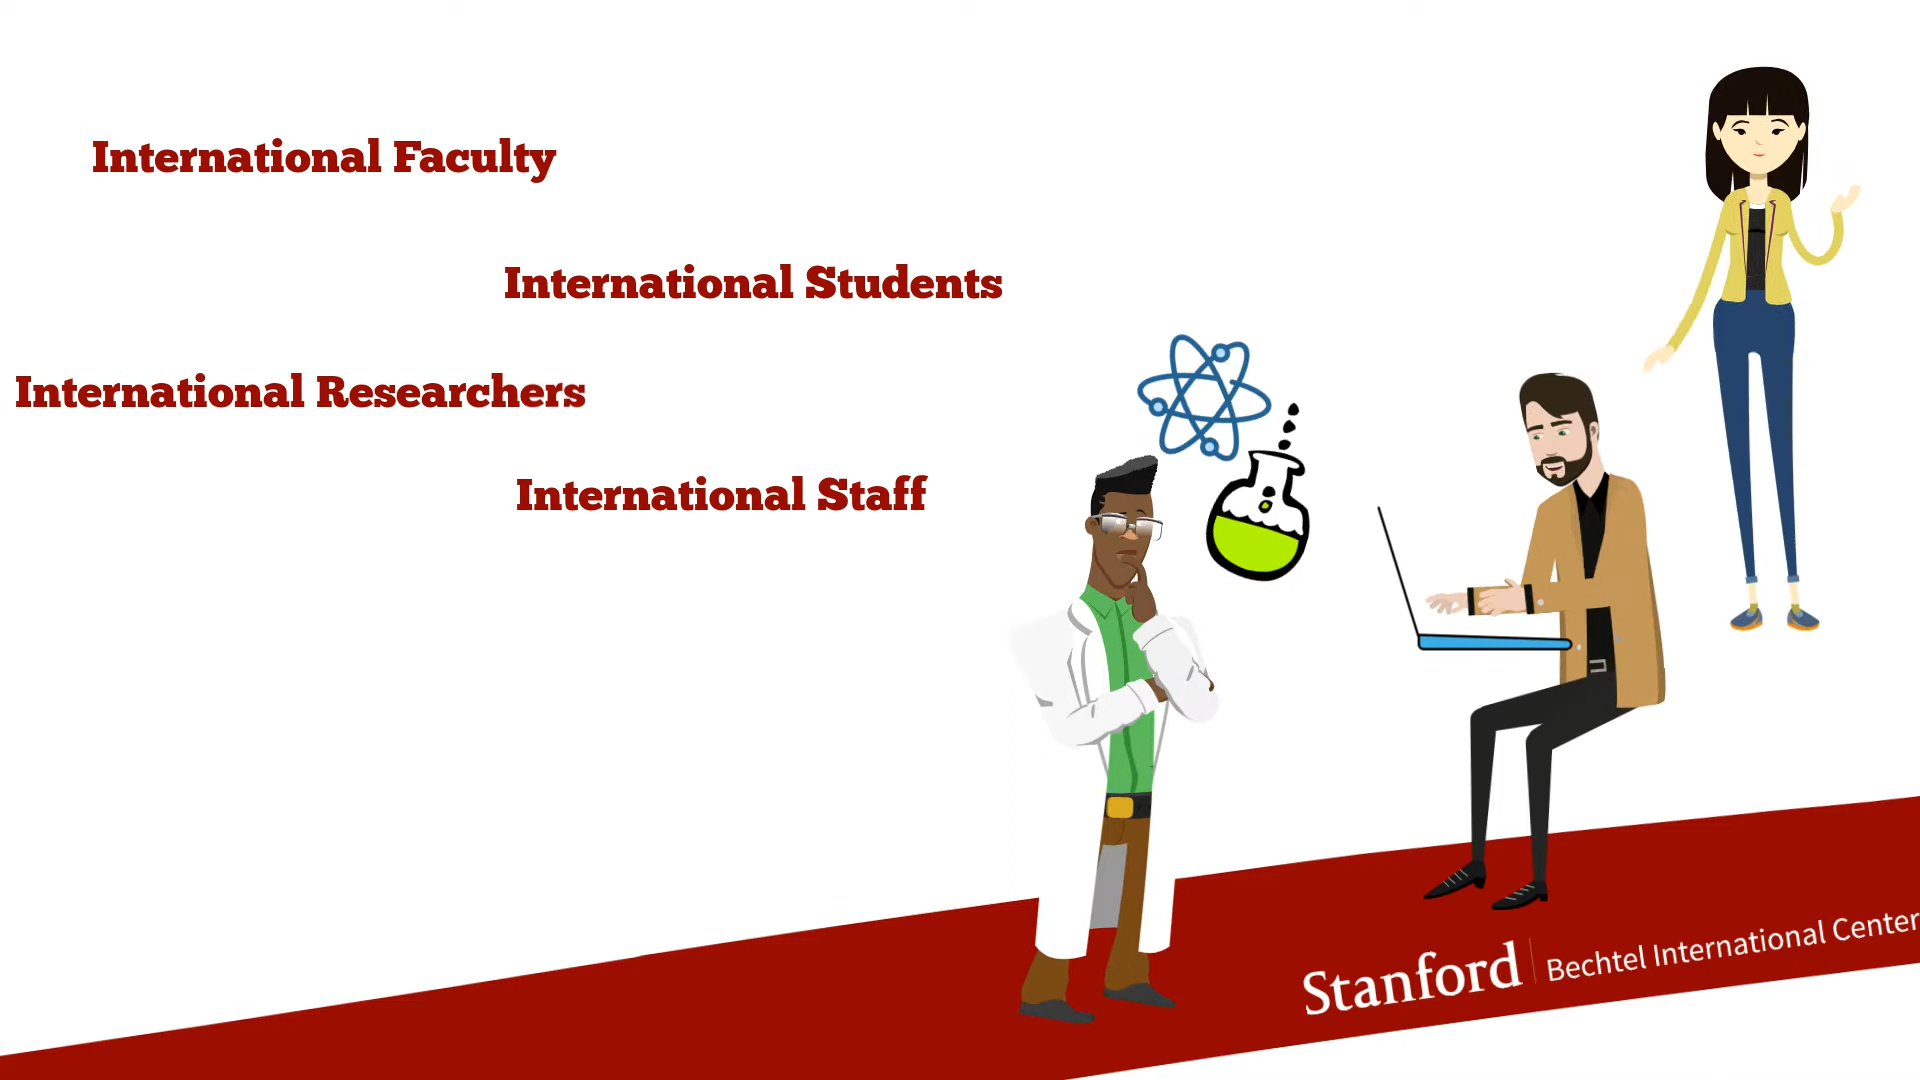 International Faculty
International Students
International Researchers
International Staff
Stanford | Bechtel International Center